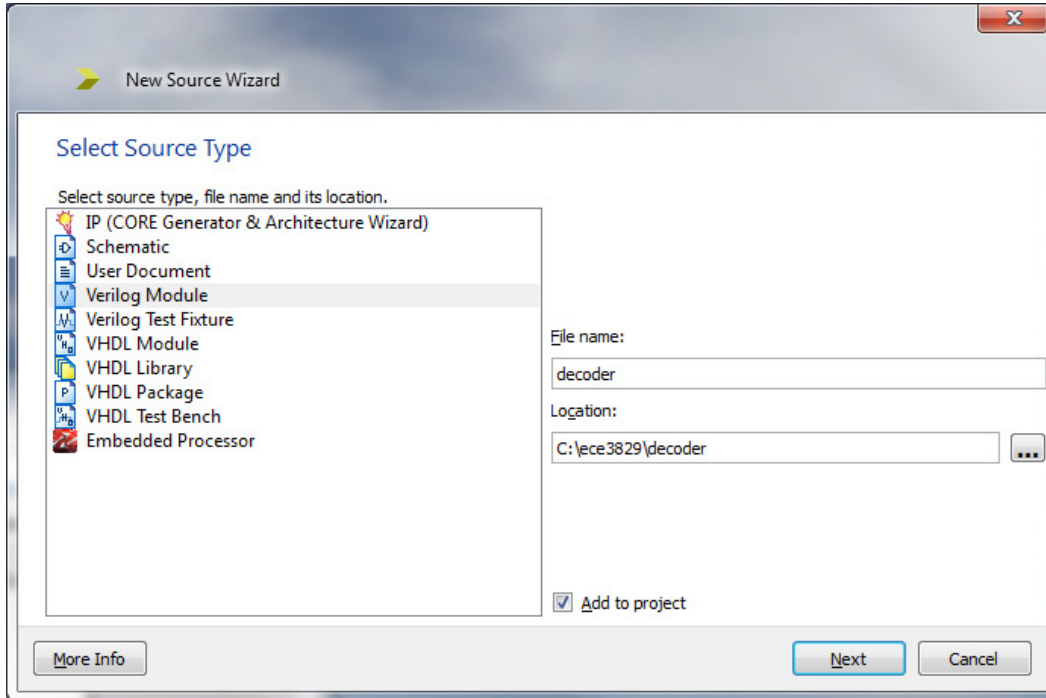 New Source Wizard
Select Source Type
Select source type, file name and its location.
IP (CORE Generator & Architecture Wizard)
Schematic
User Document
Verilog Module
Verilog Test Fixture
VHDL Module
VHDL Library
VHDL Package
VHDL Test Bench
Embedded Processor
File name:
decoder
Location:
C:\ece3829\decoder
...
Add to project
More Info
Next
Cancel